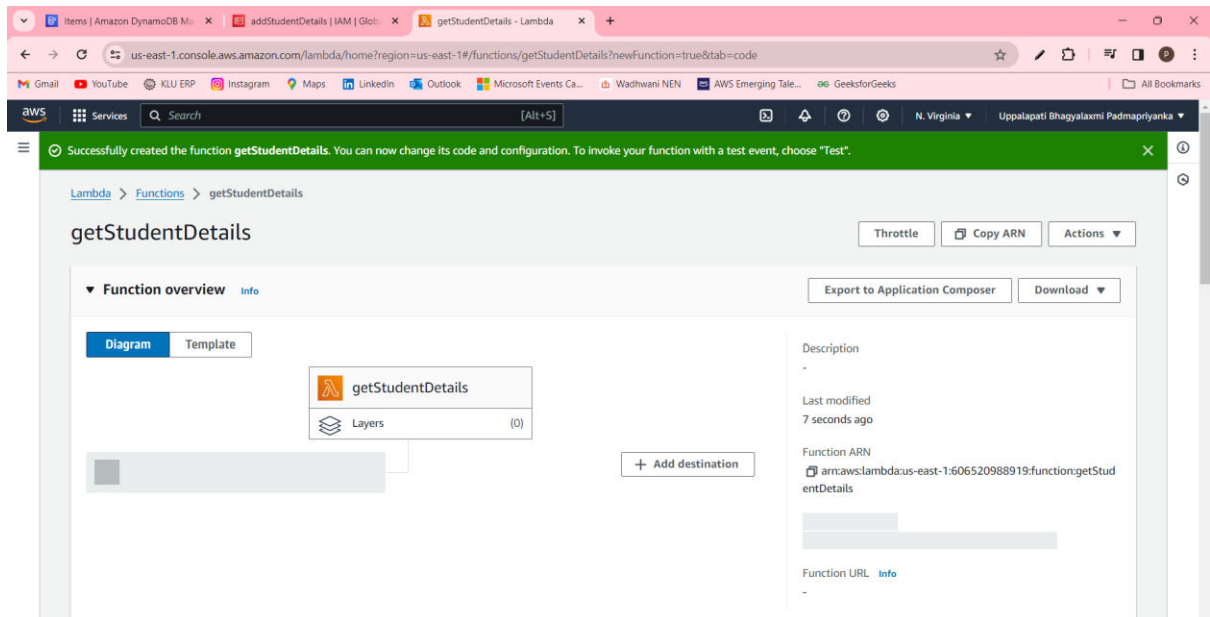 Items | Amazon DynamoDB Ma
addStudentDetails | IAM | Globa
getStudentDetails - Lambda
us-east-1.console.aws.amazon.com/lambda/home?region=us-east-1#/functions/getStudentDetails?newFunction=true&tab=code
P
Gmail YouTube KLU ERP Instagram Maps LinkedIn Outlook Microsoft Events Ca... Wadhwani NEN AWS Emerging Tale... GeeksforGeeks All Bookmarks
aws Services Search [Alt+S] N. Virginia ▼ Uppalapati Bhagyalaxmi Padmapriyanka ▼
Successfully created the function getStudentDetails. You can now change its code and configuration. To invoke your function with a test event, choose "Test".
Lambda > Functions > getStudentDetails
getStudentDetails
Throttle Copy ARN Actions ▼
▼ Function overview Info
Export to Application Composer Download ▼
Diagram Template
getStudentDetails
Layers (0)
+ Add destination
Description
-
Last modified
7 seconds ago
Function ARN
arn:aws:lambda:us-east-1:606520988919:function:getStud
entDetails
Function URL Info
-